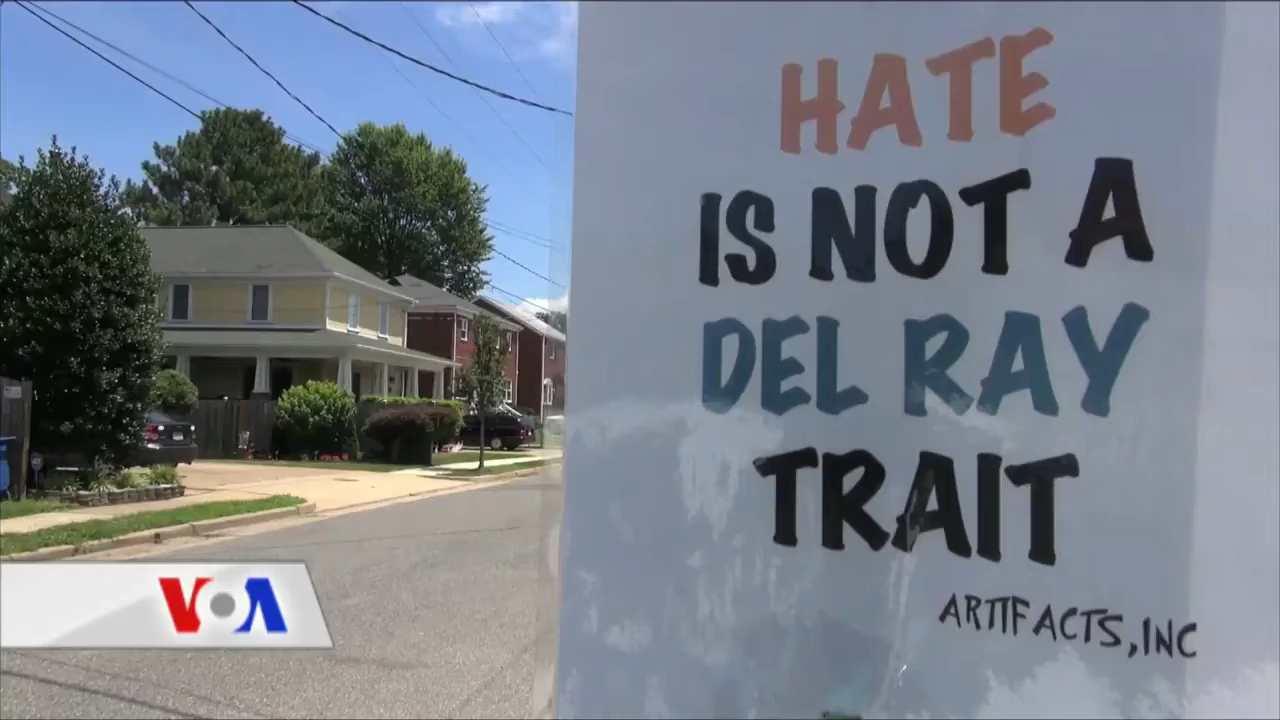 HATE
IS NOT A
DEL RAY
TRAIT
ARTIFACTS, INC
VOA